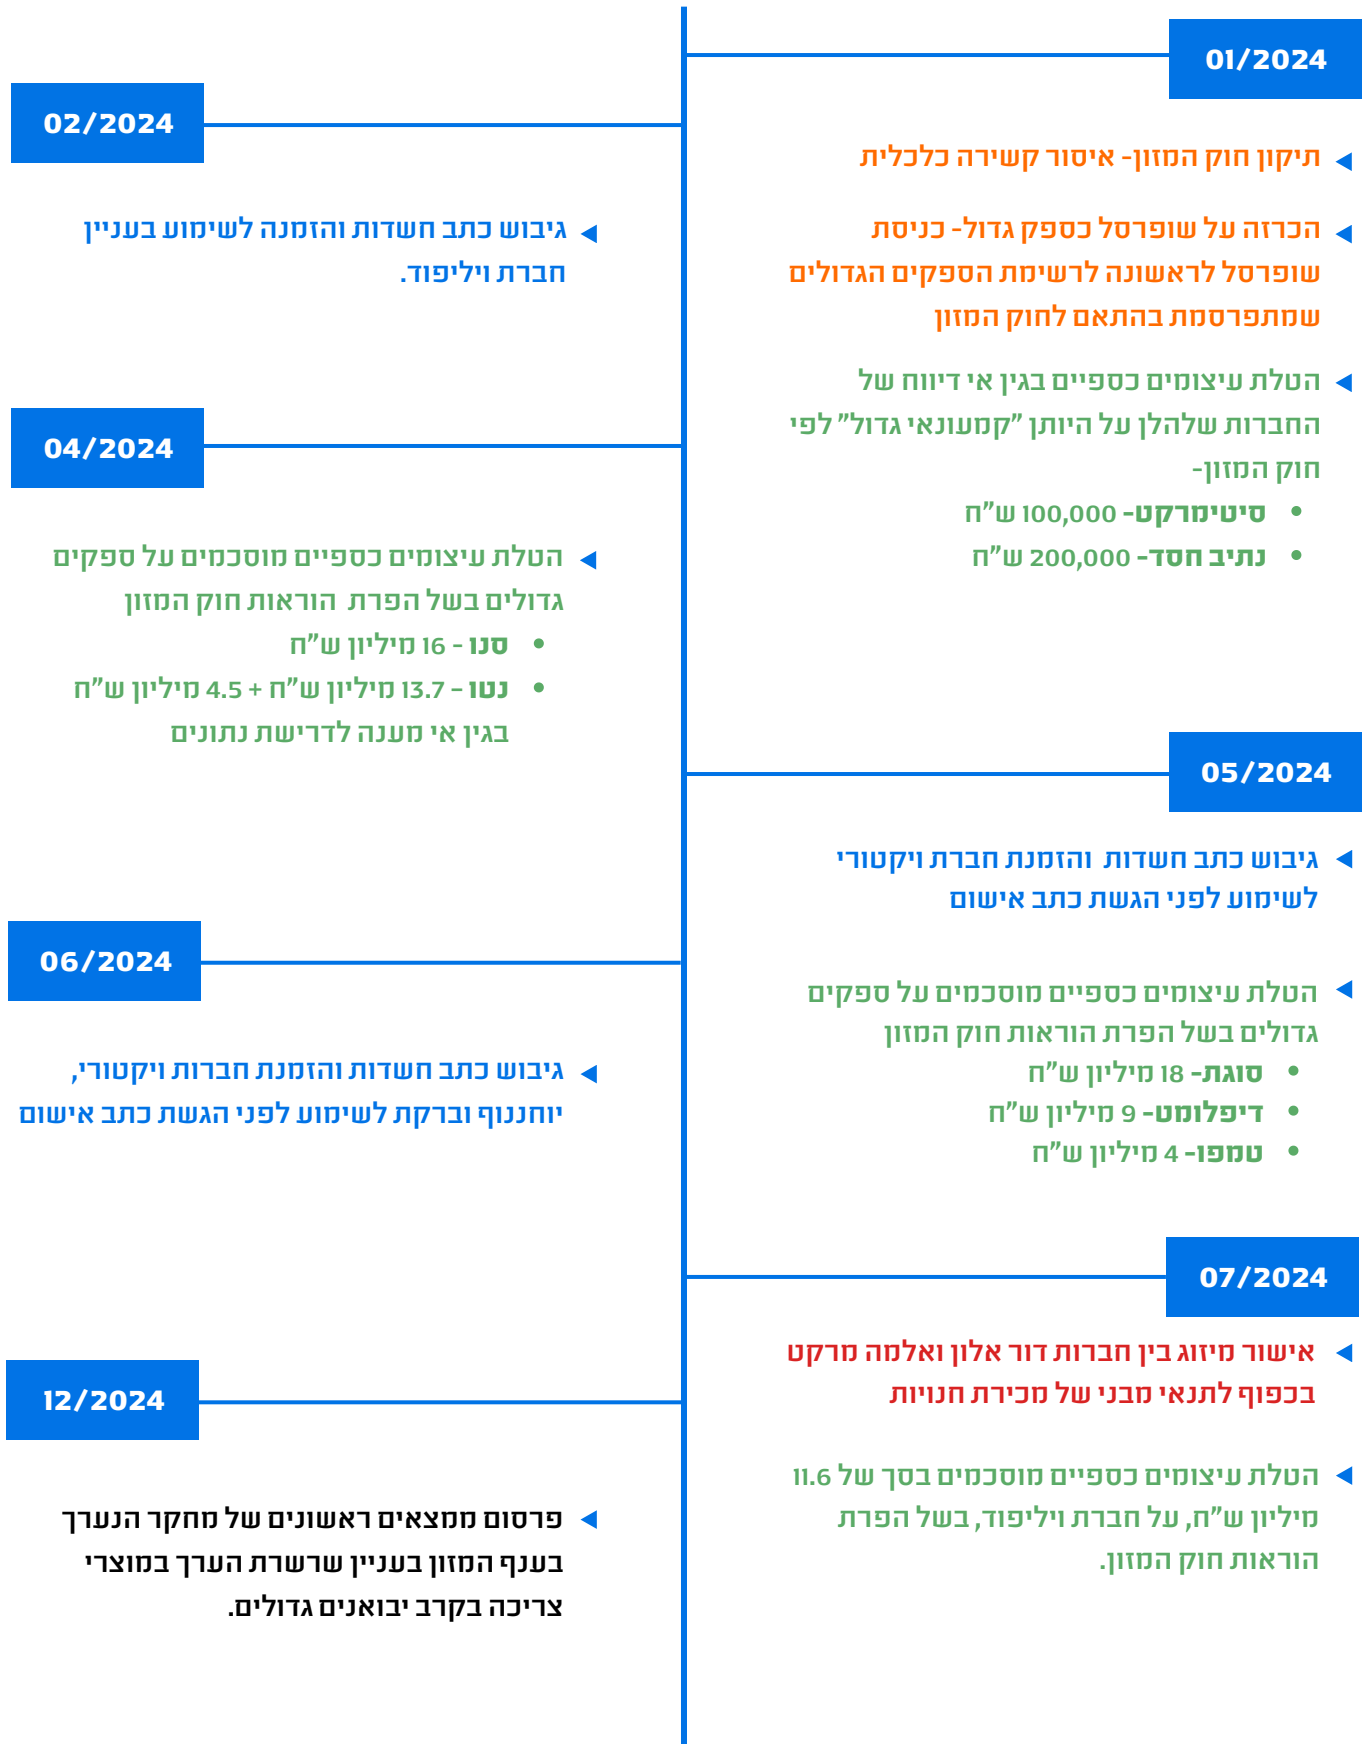 01/2024
תיקון חוק המזון- איסור קשירה כלכלית
הכרזה על שופרסל כספק גדול- כניסת
שופרסל לראשונה לרשימת הספקים הגדולים
שמתפרסמת בהתאם לחוק המזון
הטלת עיצומים כספיים בגין אי דיווח של
החברות שלהלן על היותן "קמעונאי גדול" לפי
חוק המזון-
• סיטימרקט- 100,000 ש"ח
• נתיב חסד- 200,000 ש"ח
02/2024
גיבוש כתב חשדות והזמנה לשימוע בעניין
חברת ויליפוד.
04/2024
הטלת עיצומים כספיים מוסכמים על ספקים
גדולים בשל הפרת הוראות חוק המזון
• סנו - 16 מיליון ש"ח
• נטו - 13.7 מיליון ש"ח + 4.5 מיליון ש"ח
בגין אי מענה לדרישת נתונים
05/2024
גיבוש כתב חשדות והזמנת חברת ויקטורי
לשימוע לפני הגשת כתב אישום
הטלת עיצומים כספיים מוסכמים על ספקים
גדולים בשל הפרת הוראות חוק המזון
• סוגת- 18 מיליון ש"ח
• דיפלומט- 9 מיליון ש"ח
• טמפו- 4 מיליון ש"ח
06/2024
גיבוש כתב חשדות והזמנת חברות ויקטורי,
יוחננוף וברקת לשימוע לפני הגשת כתב אישום
07/2024
אישור מיזוג בין חברות דור אלון ואלמה מרקט
בכפוף לתנאי מבני של מכירת חנויות
הטלת עיצומים כספיים מוסכמים בסך של 11.6
מיליון ש"ח, על חברת ויליפוד, בשל הפרת
הוראות חוק המזון.
12/2024
פרסום ממצאים ראשונים של מחקר הנערך
בענף המזון בעניין שרשרת הערך במוצרי
צריכה בקרב יבואנים גדולים.